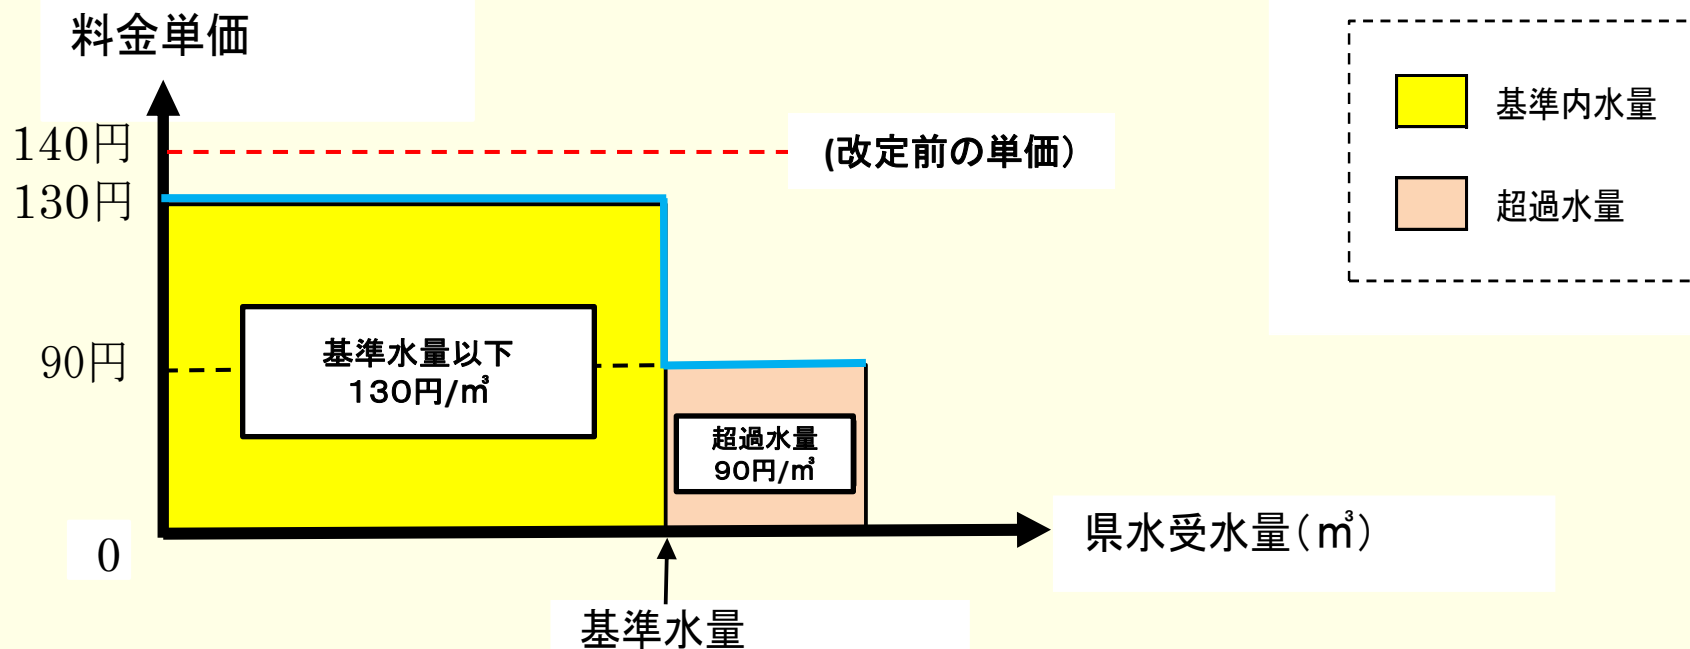 料金単価
140円
(改定前の単価)
130円
90円
0
基準水量以下
130円/㎥
超過水量
90円/㎥
県水受水量(㎥)
基準水量
基準内水量
超過水量